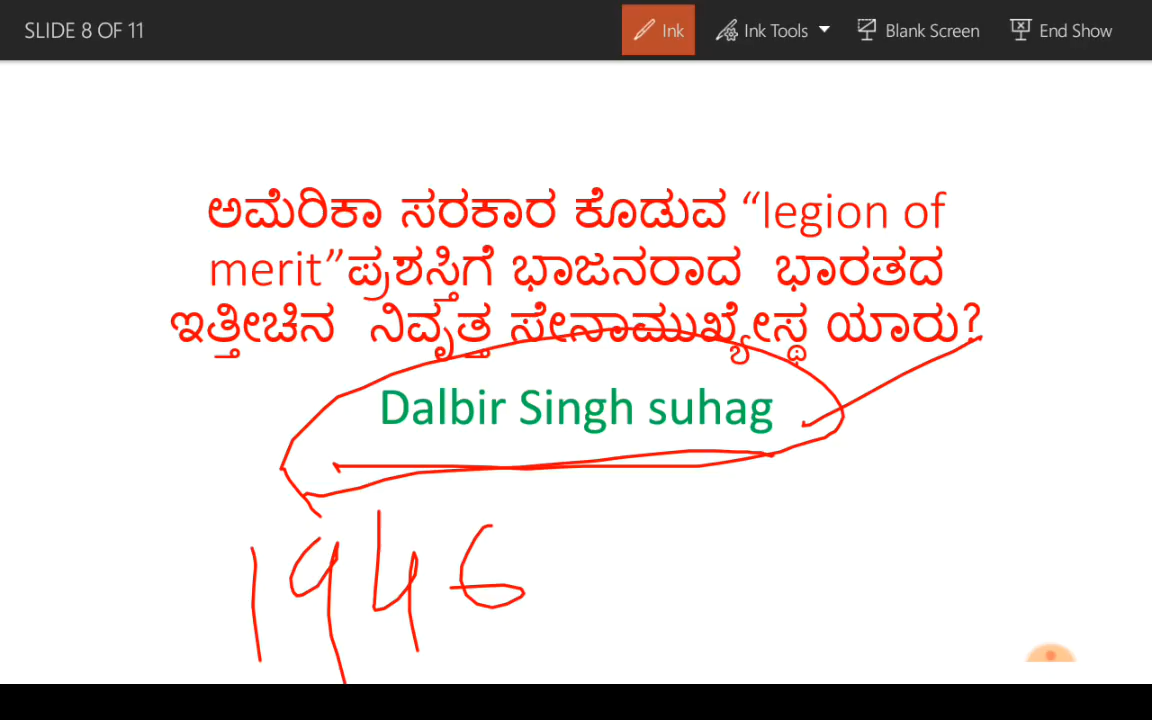 SLIDE 8 OF 11 Ink Ink Tools Blank Screen End Show
ಅಮೆರಿಕಾ ಸರಕಾರ ಕೊಡುವ “legion of
merit”ಪ್ರಶಸ್ತಿಗೆ ಭಾಜನರಾದ ಭಾರತದ
ಇತ್ತೀಚಿನ ನಿವೃತ್ತ ಸೇನಾಮುಖ್ಯೇಸ್ಥ ಯಾರು?
Dalbir Singh suhag
1946